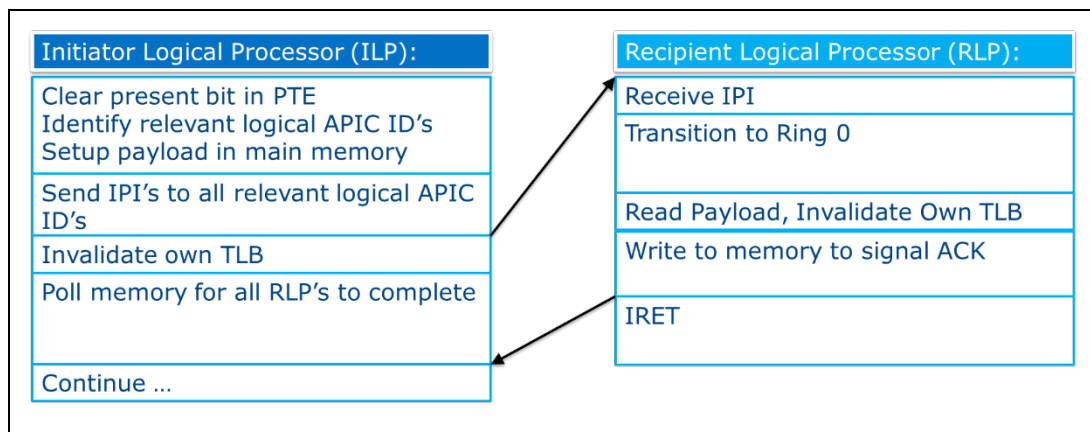 Initiator Logical Processor (ILP):
Clear present bit in PTE
Identify relevant logical APIC ID's
Setup payload in main memory
Send IPI's to all relevant logical APIC
ID's
Invalidate own TLB
Poll memory for all RLP's to complete
Continue …
Recipient Logical Processor (RLP):
Receive IPI
Transition to Ring 0
Read Payload, Invalidate Own TLB
Write to memory to signal ACK
IRET